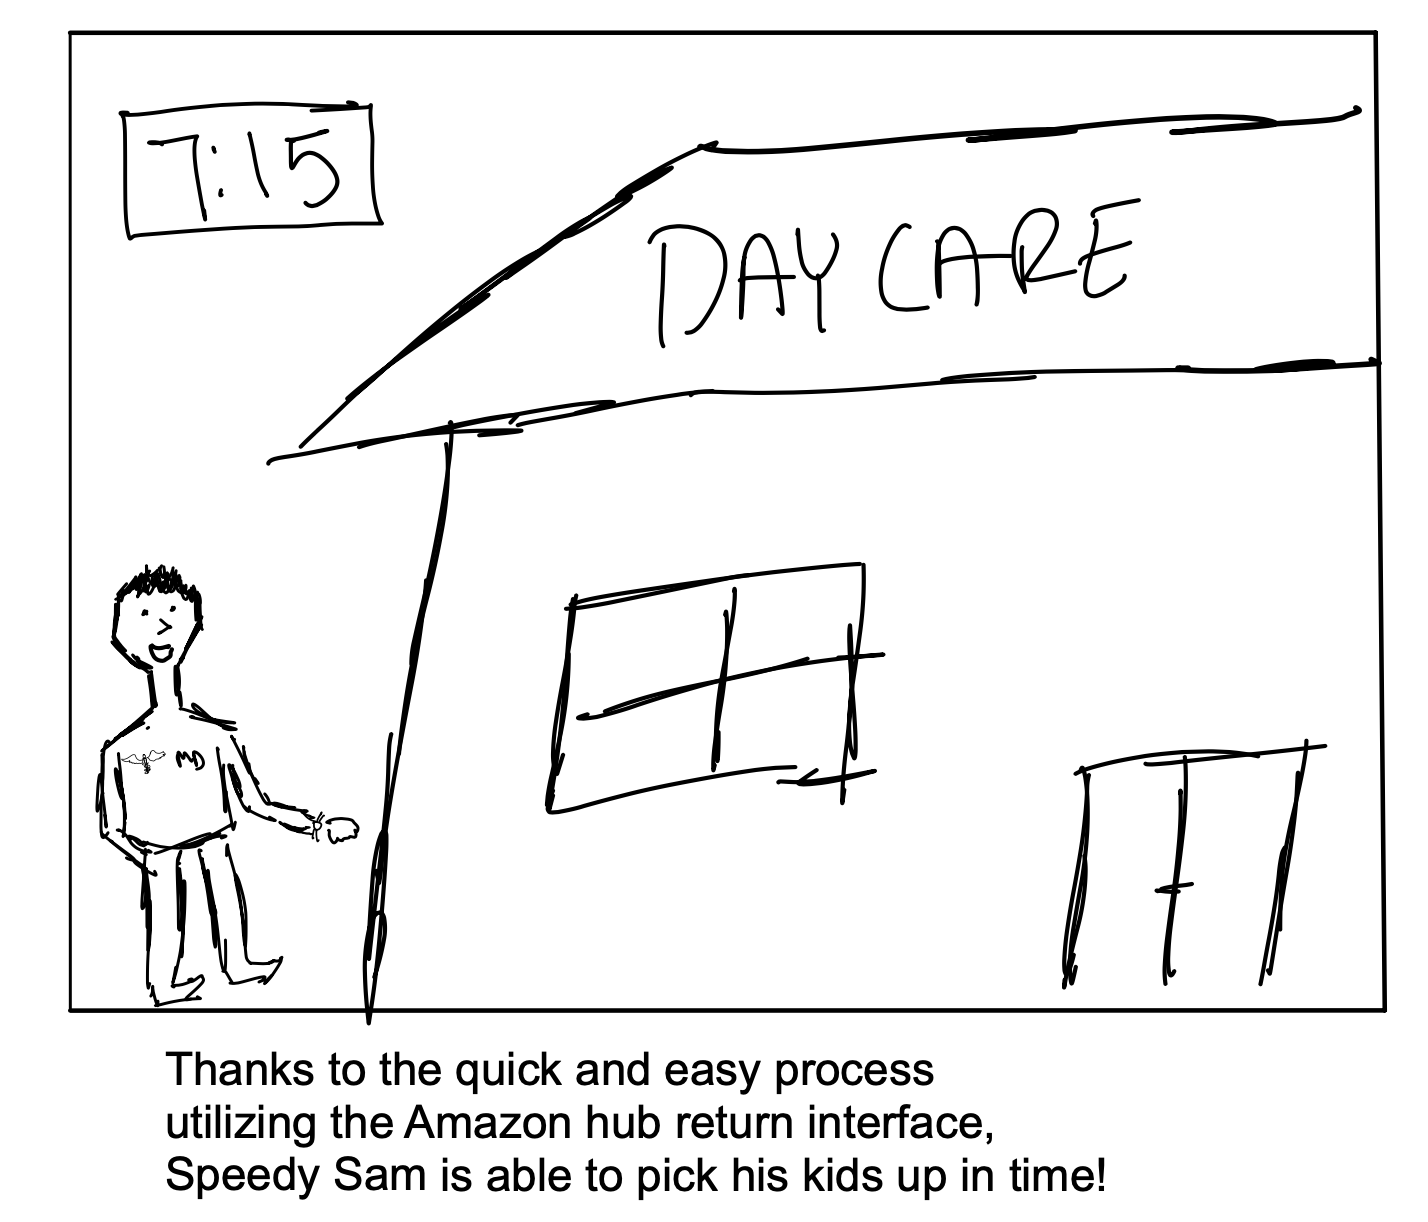 7:15
DAY CARE
MD
Thanks to the quick and easy process
utilizing the Amazon hub return interface,
Speedy Sam is able to pick his kids up in time!